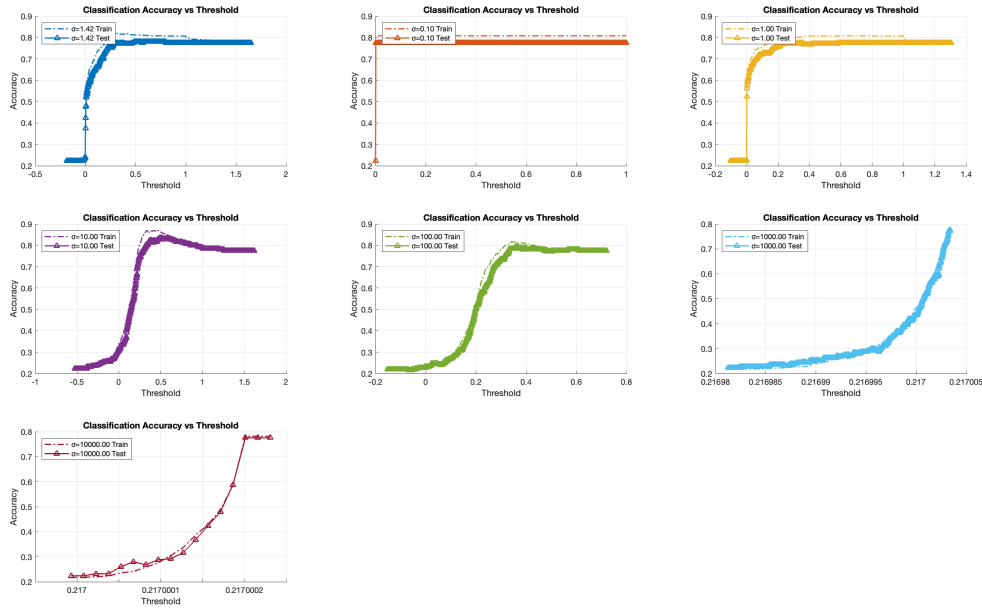 Classification Accuracy vs Threshold
0.9
0.8
0.7
0.6
0.5
0.4
0.3
0.2
Accuracy
σ=1.42 Train
σ=1.42 Test
-0.5
0
0.5
1
1.5
2
Threshold
Classification Accuracy vs Threshold
0.9
0.8
0.7
0.6
0.5
0.4
0.3
0.2
Accuracy
σ=0.10 Train
σ=0.10 Test
0
0.2
0.4
0.6
0.8
1
Threshold
Classification Accuracy vs Threshold
0.9
0.8
0.7
0.6
0.5
0.4
0.3
0.2
Accuracy
σ=1.00 Train
σ=1.00 Test
-0.2
0
0.2
0.4
0.6
0.8
1
1.2
1.4
Threshold
Classification Accuracy vs Threshold
0.9
0.8
0.7
0.6
0.5
0.4
0.3
0.2
Accuracy
σ=10.00 Train
σ=10.00 Test
-1
0
0.5
1
1.5
2
Threshold
Classification Accuracy vs Threshold
0.9
0.8
0.7
0.6
0.5
0.4
0.3
0.2
Accuracy
σ=100.00 Train
σ=100.00 Test
-0.2
0
0.2
0.4
0.6
0.8
Threshold
Classification Accuracy vs Threshold
0.8
0.7
0.6
0.5
0.4
0.3
0.2
Accuracy
σ=1000.00 Train
σ=1000.00 Test
0.21698
0.216985
0.21699
0.216995
0.217
0.217005
Threshold
Classification Accuracy vs Threshold
0.8
0.7
0.6
0.5
0.4
0.3
0.2
Accuracy
σ=10000.00 Train
σ=10000.00 Test
0.217
0.2170001
0.2170002
Threshold